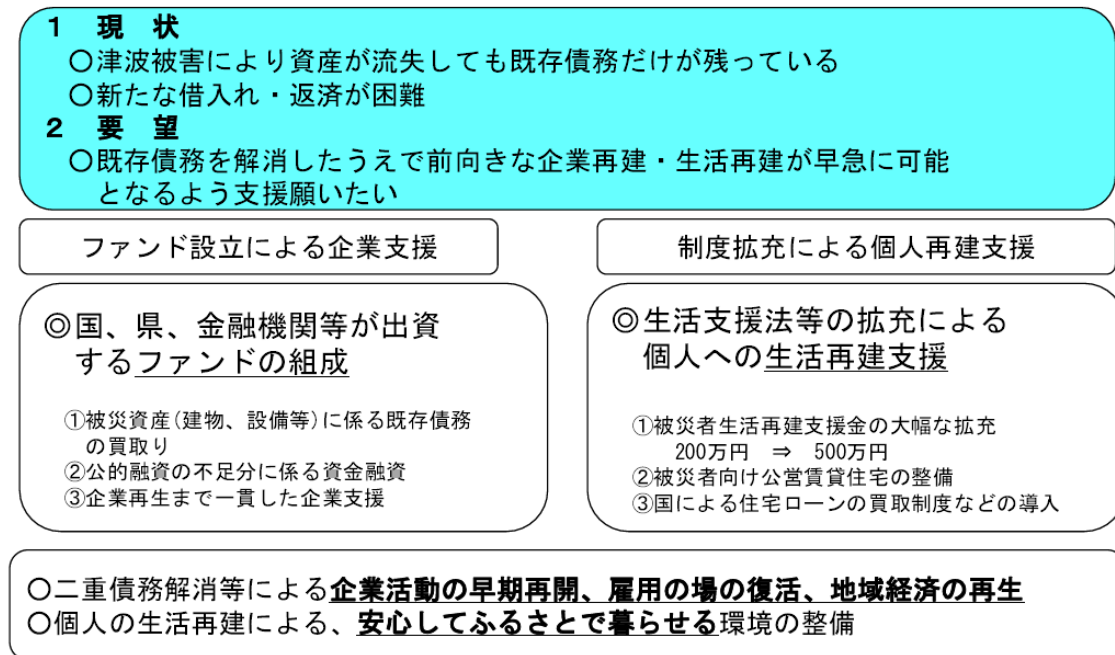 １　現　状
○津波被害により資産が流失しても既存債務だけが残っている
○新たな借入れ・返済が困難
２　要　望
○既存債務を解消したうえで前向きな企業再建・生活再建が早急に可能
となるよう支援願いたい
ファンド設立による企業支援
◎国、県、金融機関等が出資
するファンドの組成
①被災資産(建物、設備等)に係る既存債務
の買取り
②公的融資の不足分に係る資金融資
③企業再生まで一貫した企業支援
制度拡充による個人再建支援
◎生活支援法等の拡充による
個人への生活再建支援
①被災者生活再建支援金の大幅な拡充
200万円　⇒　500万円
②被災者向け公営賃貸住宅の整備
③国による住宅ローンの買取制度などの導入
○二重債務解消等による企業活動の早期再開、雇用の場の復活、地域経済の再生
○個人の生活再建による、安心してふるさとで暮らせる環境の整備